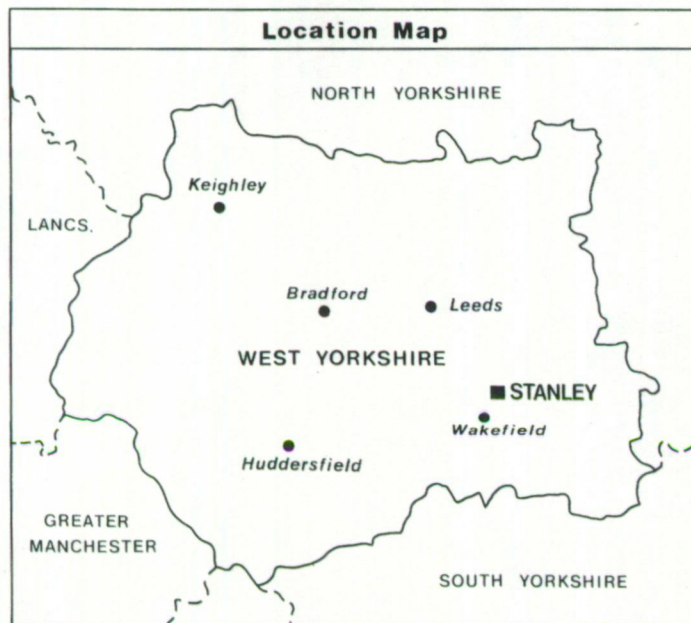 Location Map
NORTH YORKSHIRE
Keighley
LANCS.
Bradford
Leeds
WEST YORKSHIRE
STANLEY
Wakefield
Huddersfield
GREATER
MANCHESTER
SOUTH YORKSHIRE